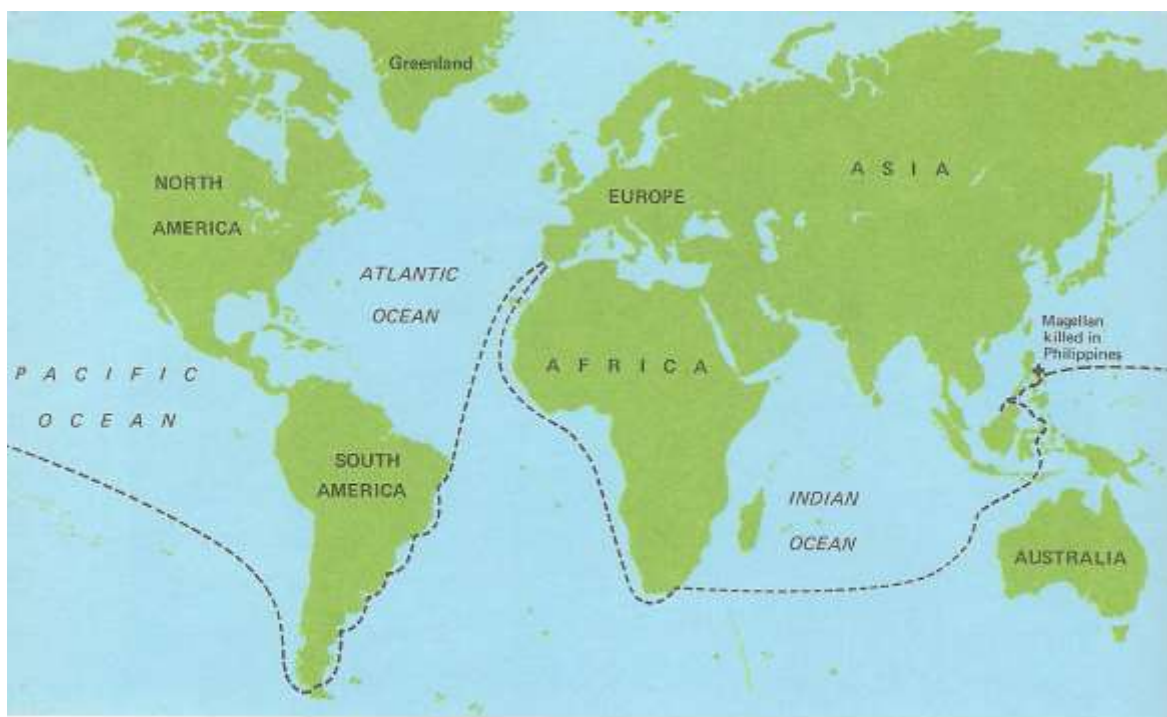 Greenland
NORTH
AMERICA
EUROPE
A S I A
ATLANTIC
OCEAN
Magellan
killed in
Philippines
A F R I C A
P A C I F I C
O C E A N
SOUTH
AMERICA
INDIAN
OCEAN
AUSTRALIA